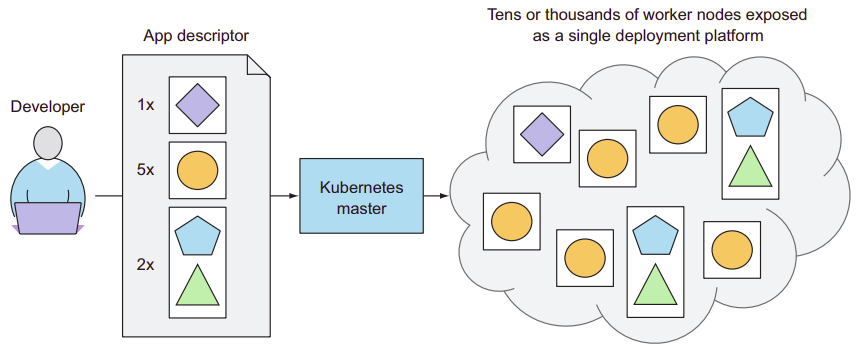 Tens or thousands of worker nodes exposed
as a single deployment platform
App descriptor
Developer
1x
5x
2x
Kubernetes
master